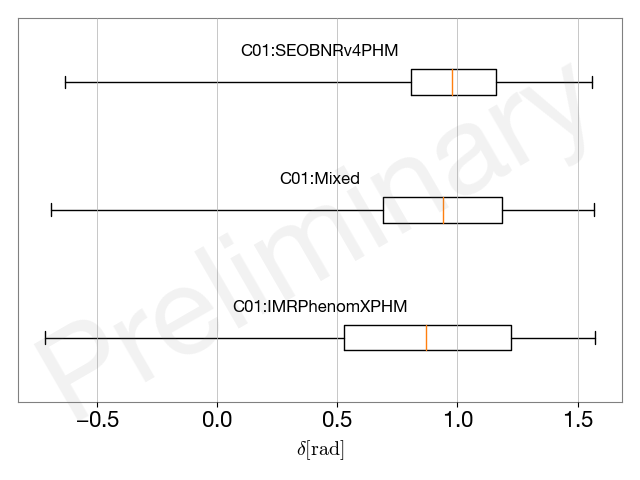 C01:SEOBNRv4PHM
C01:Mixed
C01:IMRPhenomXPHM
Preliminary
−0.5 0.0 0.5 1.0 1.5
δ[rad]